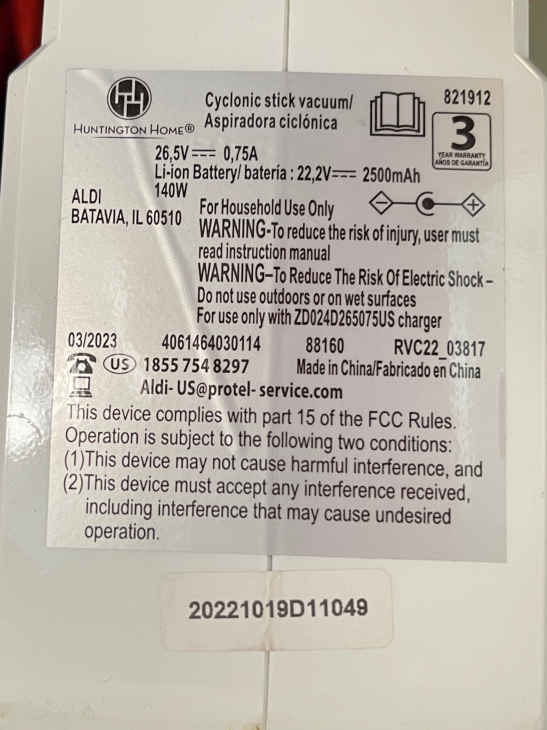 HUNTINGTON HOME®
Cyclonic stick vacuum/
Aspiradora ciclónica
821912
3
YEAR WARRANTY
AÑOS DE GARANTÍA
26,5V⎓ 0,75A
Li-ion Battery/ batería : 22,2V⎓ 2500mAh
140W
ALDI
BATAVIA, IL 60510
For Household Use Only
WARNING-To reduce the risk of injury, user must
read instruction manual
WARNING–To Reduce The Risk Of Electric Shock –
Do not use outdoors or on wet surfaces
For use only with ZD024D265075US charger
03/2023 4061464030114 88160 RVC22_03817
US 1855 754 8297 Made in China/Fabricado en China
Aldi- US@protel- service.com
This device complies with part 15 of the FCC Rules.
Operation is subject to the following two conditions:
(1)This device may not cause harmful interference, and
(2)This device must accept any interference received,
including interference that may cause undesired
operation.
20221019D11049